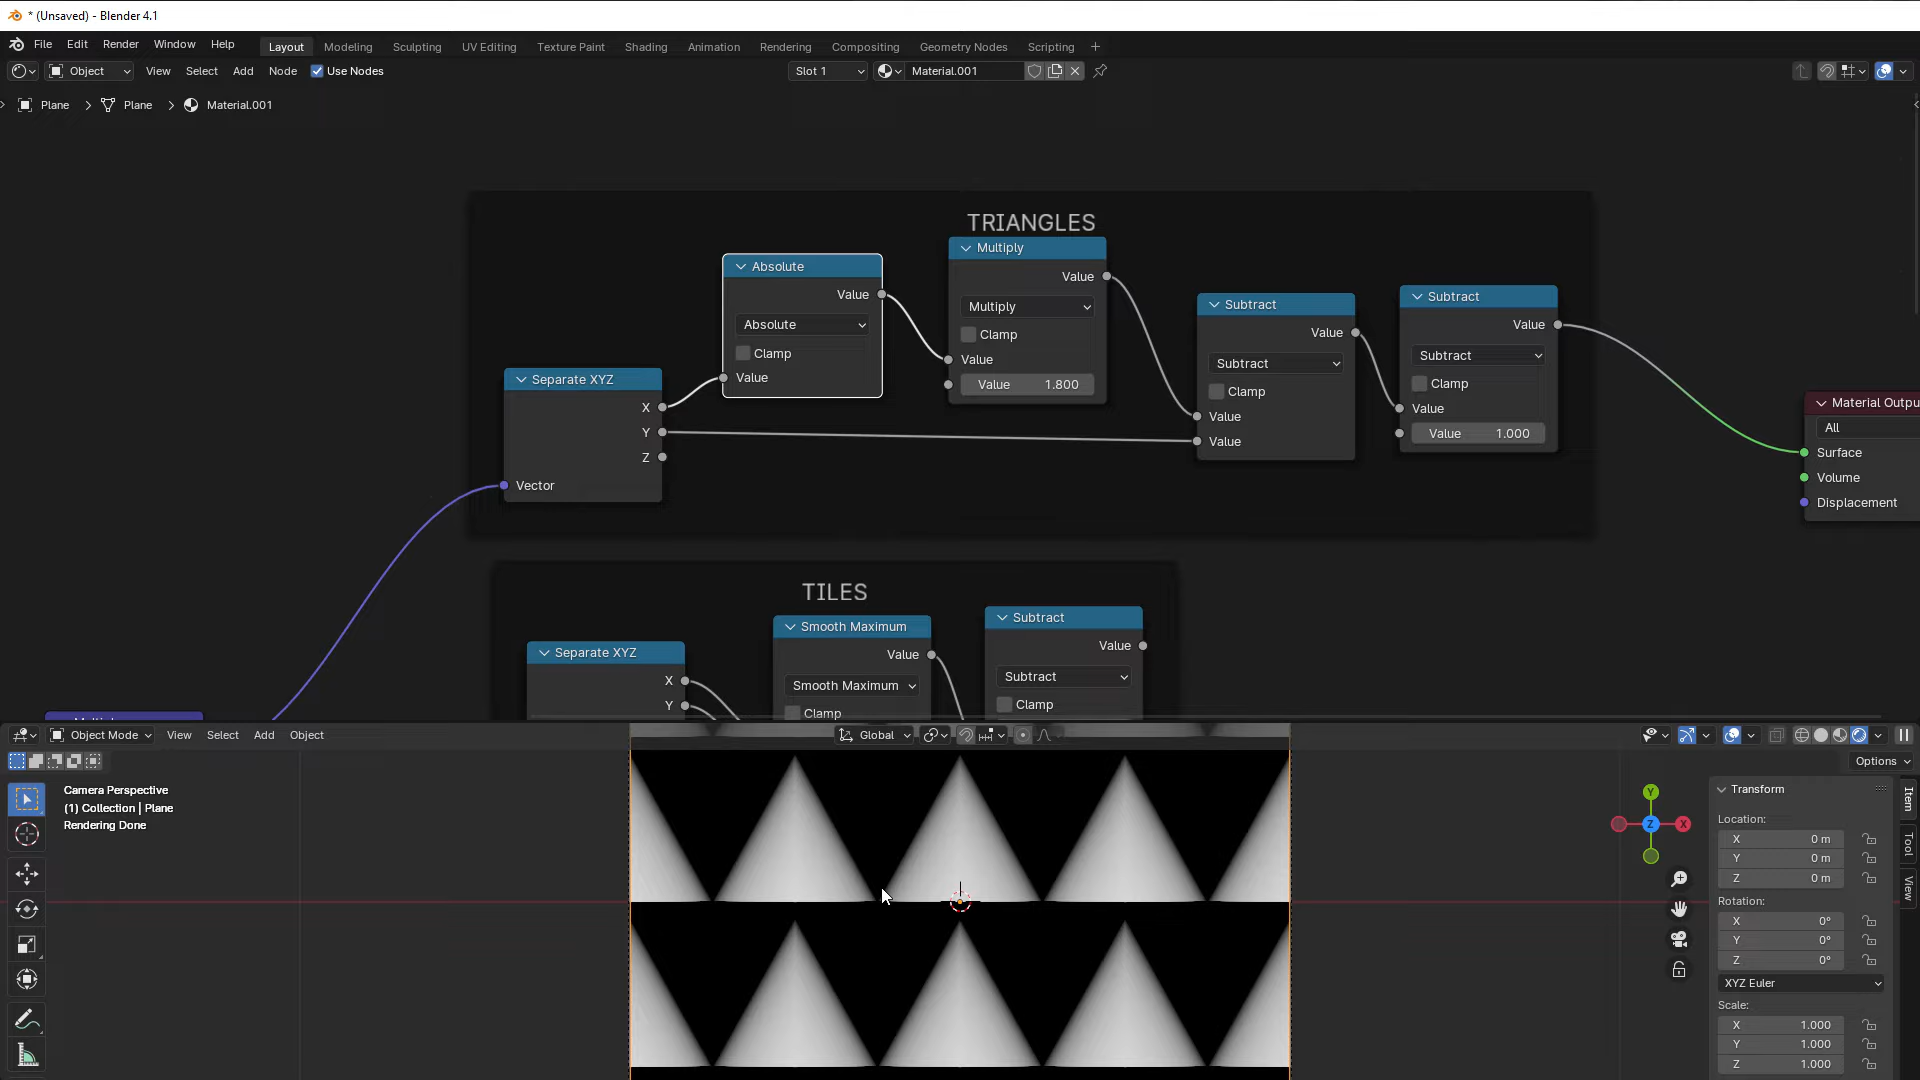 * (Unsaved) - Blender 4.1
File Edit Render Window Help Layout Modeling Sculpting UV Editing Texture Paint Shading Animation Rendering Compositing Geometry Nodes Scripting +
Object View Select Add Node Use Nodes Slot 1 Material.001
Plane > Plane > Material.001
TRIANGLES
Absolute
Value
Absolute
Clamp
Value
Multiply
Value
Multiply
Clamp
Value
Value 1.800
Subtract
Value
Subtract
Clamp
Value
Value
Subtract
Value
Subtract
Clamp
Value
Value 1.000
Separate XYZ
X
Y
Z
Vector
Material Outpu
All
Surface
Volume
Displacement
TILES
Separate XYZ
X
Y
Smooth Maximum
Value
Smooth Maximum
Clamp
Subtract
Value
Subtract
Clamp
Object Mode View Select Add Object Global
Options
Camera Perspective
(1) Collection | Plane
Rendering Done
Y
Z X
Transform
Location:
X 0 m
Y 0 m
Z 0 m
Rotation:
X 0°
Y 0°
Z 0°
XYZ Euler
Scale:
X 1.000
Y 1.000
Z 1.000
Item
Tool
View